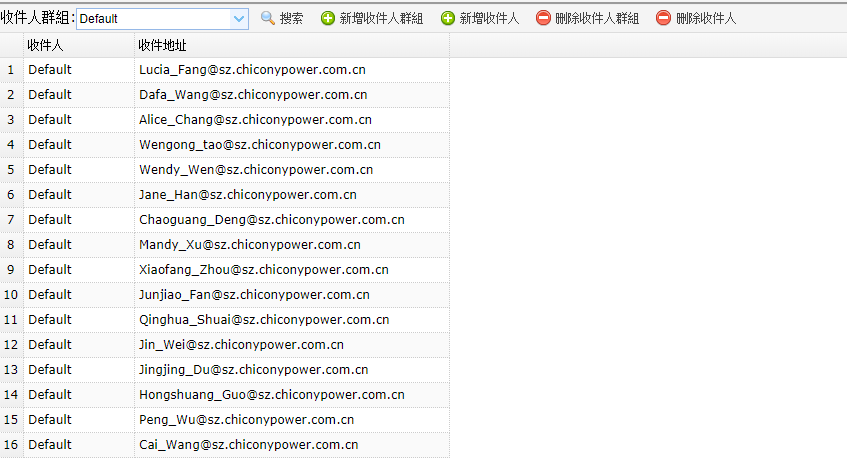 收件人群組: Default 搜索 新增收件人群組 新增收件人 刪除收件人群組 刪除收件人
收件人 收件地址
1 Default Lucia_Fang@sz.chiconypower.com.cn
2 Default Dafa_Wang@sz.chiconypower.com.cn
3 Default Alice_Chang@sz.chiconypower.com.cn
4 Default Wengong_tao@sz.chiconypower.com.cn
5 Default Wendy_Wen@sz.chiconypower.com.cn
6 Default Jane_Han@sz.chiconypower.com.cn
7 Default Chaoguang_Deng@sz.chiconypower.com.cn
8 Default Mandy_Xu@sz.chiconypower.com.cn
9 Default Xiaofang_Zhou@sz.chiconypower.com.cn
10 Default Junjiao_Fan@sz.chiconypower.com.cn
11 Default Qinghua_Shuai@sz.chiconypower.com.cn
12 Default Jin_Wei@sz.chiconypower.com.cn
13 Default Jingjing_Du@sz.chiconypower.com.cn
14 Default Hongshuang_Guo@sz.chiconypower.com.cn
15 Default Peng_Wu@sz.chiconypower.com.cn
16 Default Cai_Wang@sz.chiconypower.com.cn